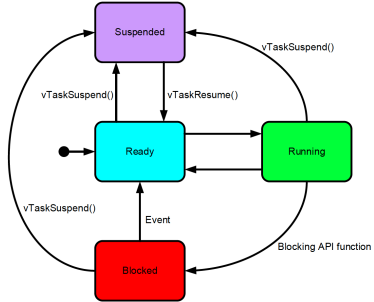 Suspended
vTaskSuspend()
vTaskSuspend()
vTaskResume()
Ready
Running
vTaskSuspend()
Event
Blocking API function
Blocked